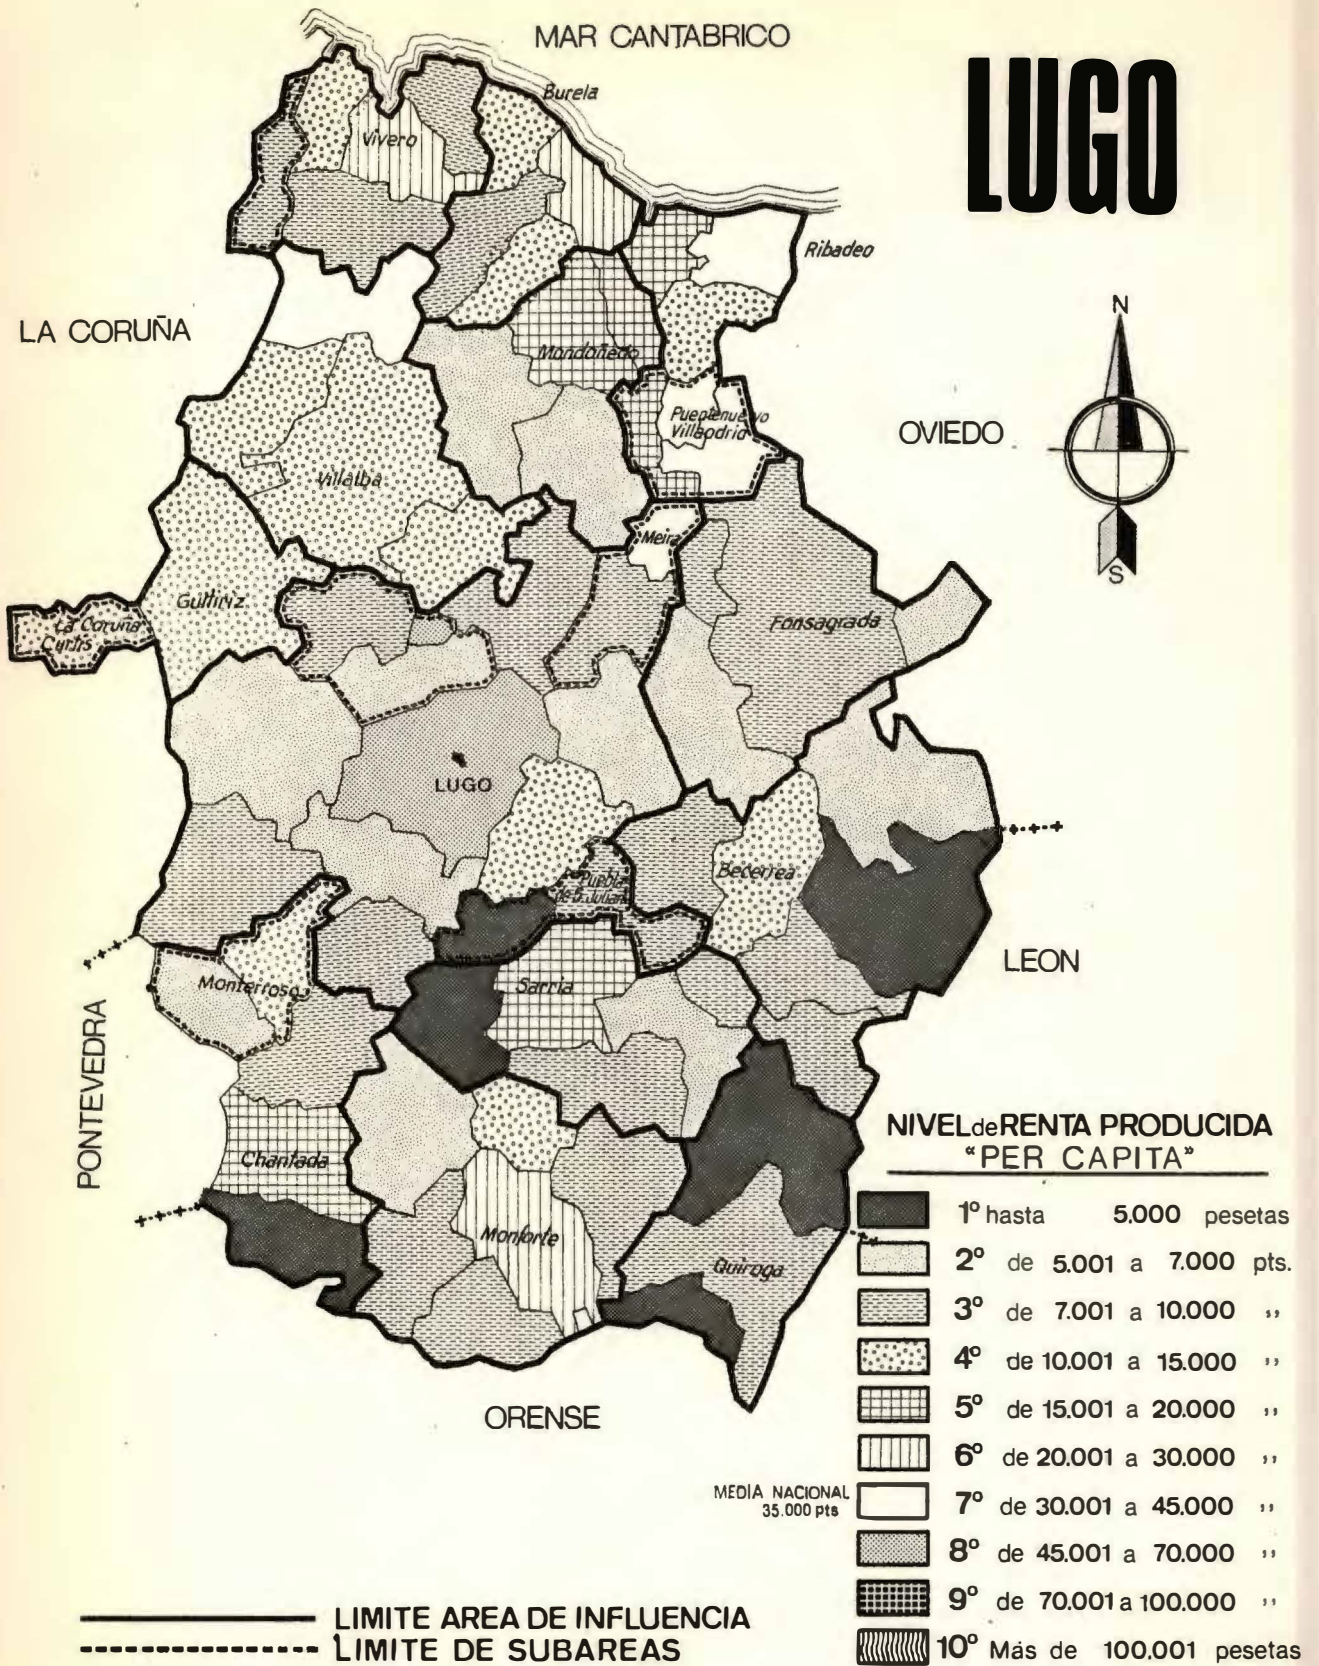 MAR CANTABRICO
LUGO
Burela
Vivero
Ribadeo
LA CORUÑA
N
S
Mondoñedo
Puentenuevo
Villaodrid
OVIEDO
Villalba
Meira
Guitiriz
La Coruña
Curtis
Fonsagrada
LUGO
Becerrea
Puebla
de S. Julian
LEON
Monterroso
Sarria
PONTEVEDRA
Chantada
Monforte
Quiroga
ORENSE
NIVEL de RENTA PRODUCIDA
"PER CAPITA"
1º hasta 5.000 pesetas
2º de 5.001 a 7.000 pts.
3º de 7.001 a 10.000 ,,
4º de 10.001 a 15.000 ,,
5º de 15.001 a 20.000 ,,
6º de 20.001 a 30.000 ,,
MEDIA NACIONAL
35.000 pts
7º de 30.001 a 45.000 ,,
8º de 45.001 a 70.000 ,,
9º de 70.001 a 100.000 ,,
10º Más de 100.001 pesetas
LIMITE AREA DE INFLUENCIA
LIMITE DE SUBAREAS